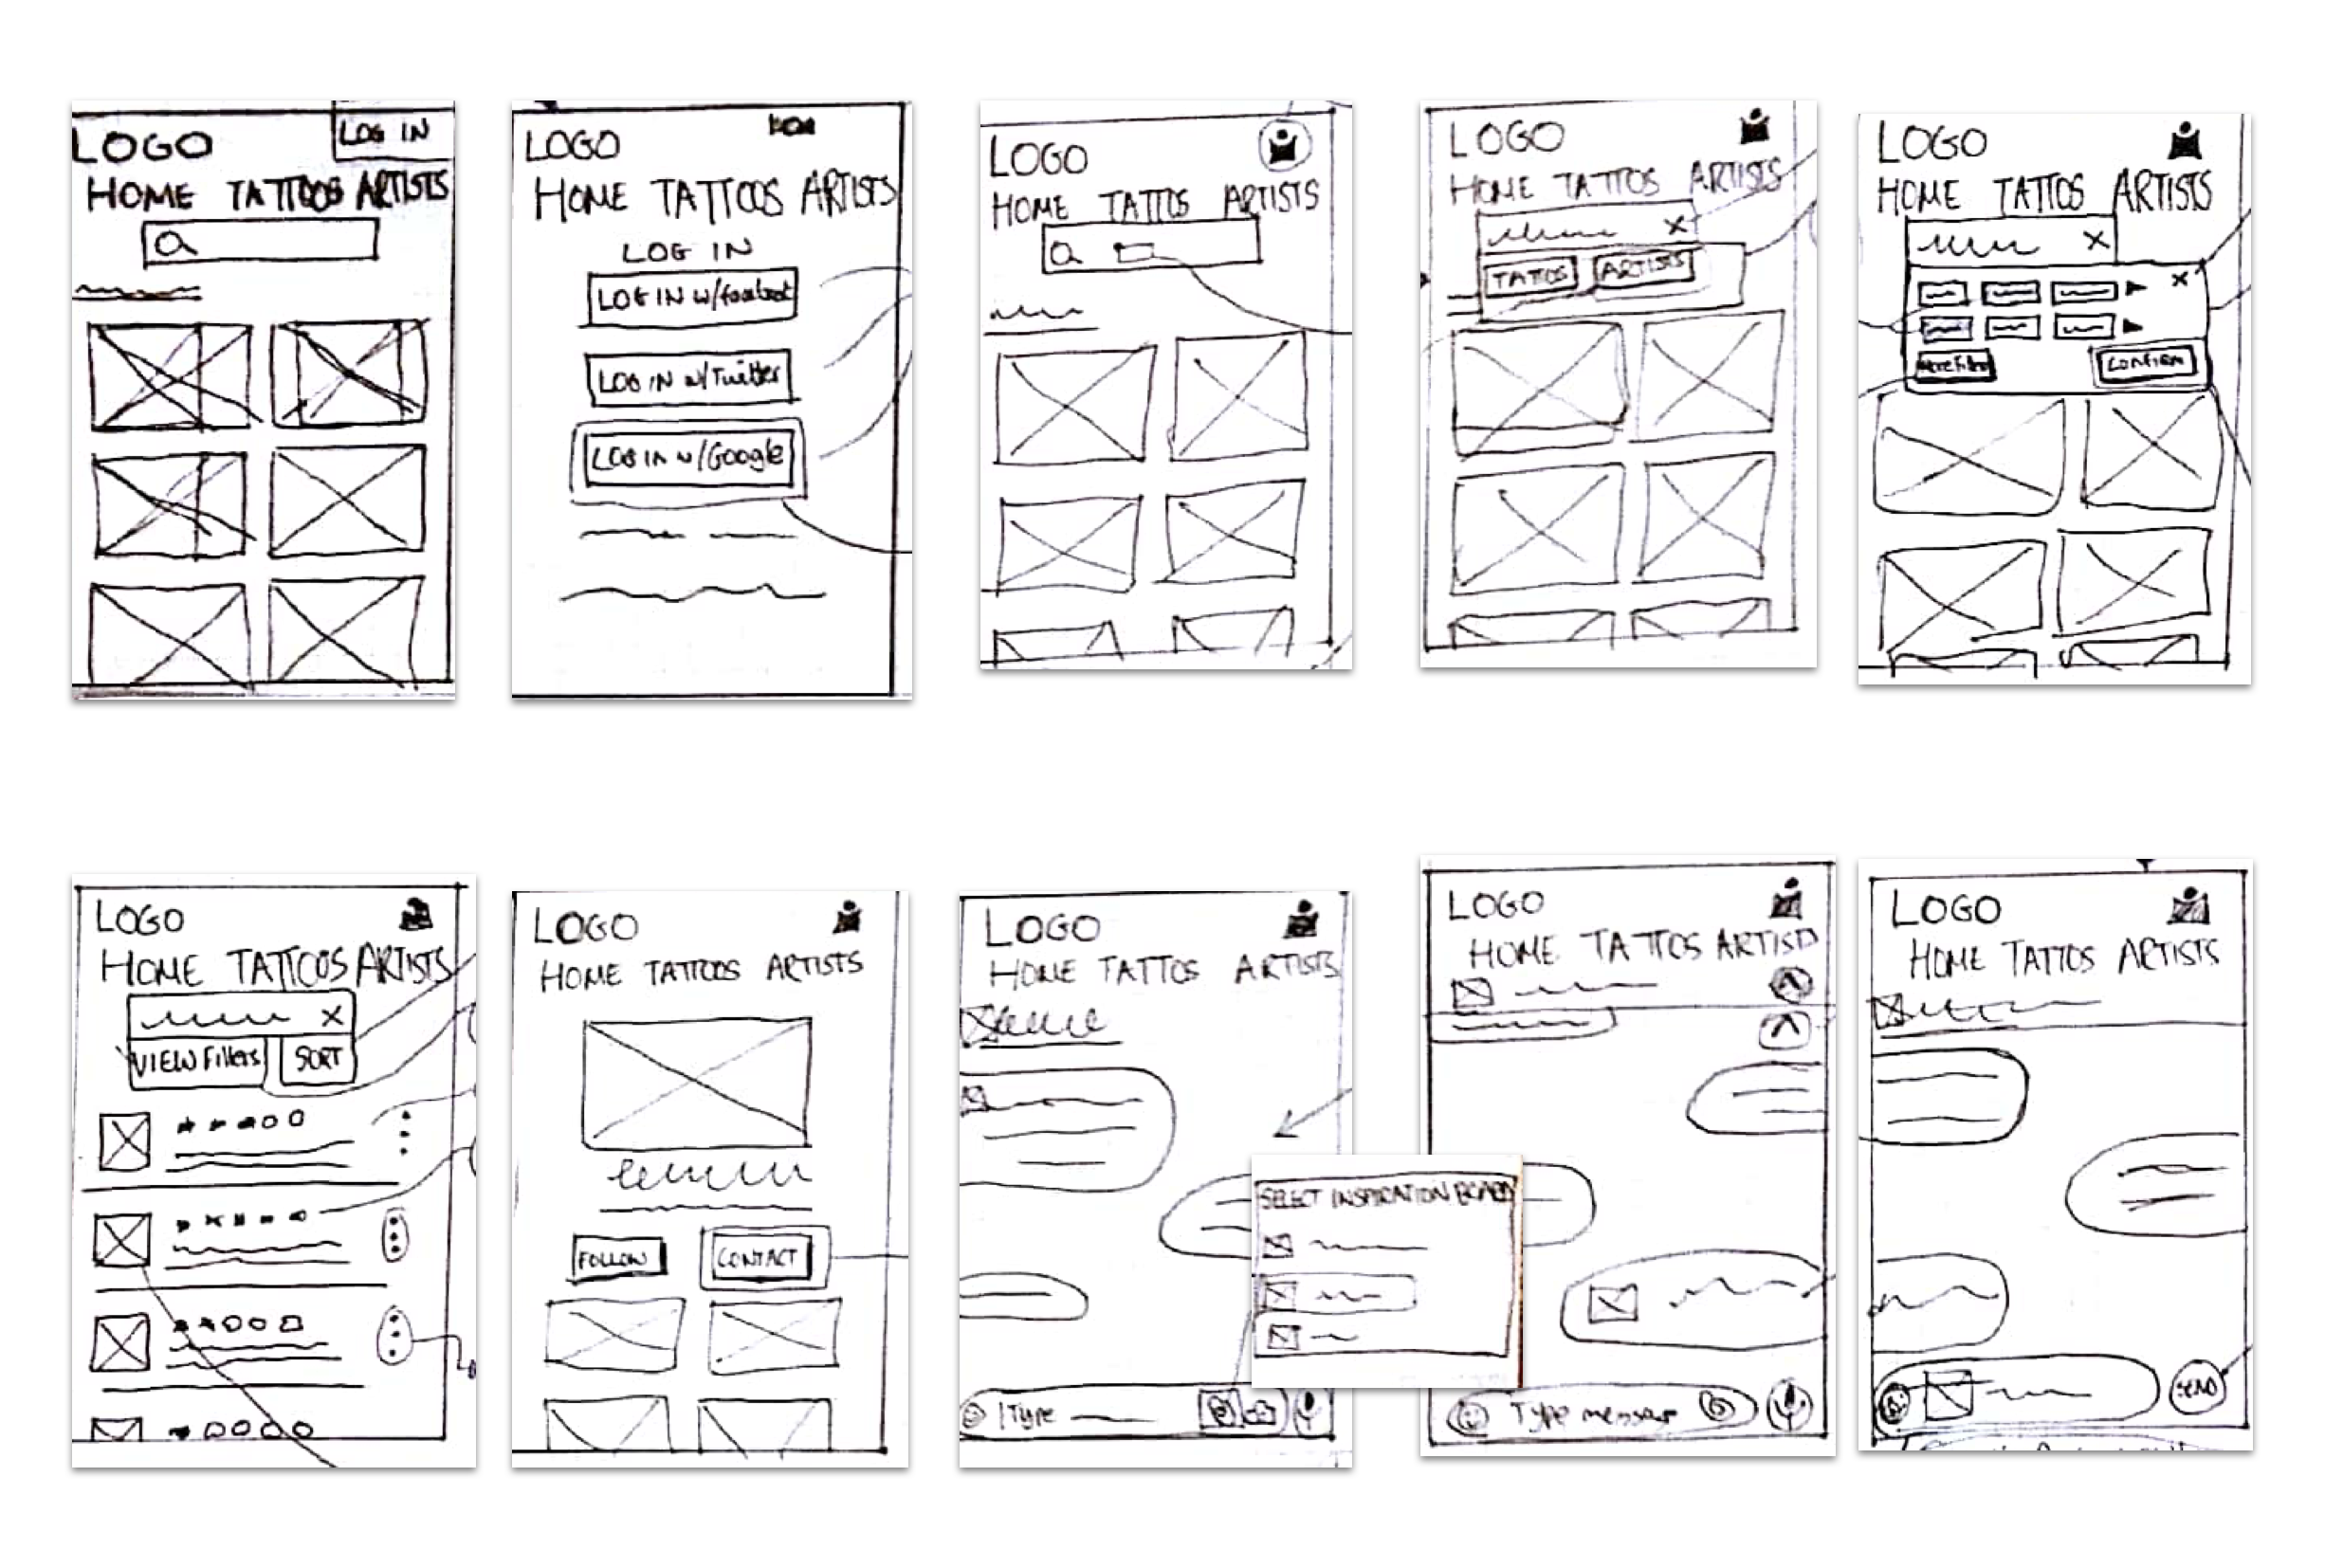 LOGO
LOG IN
HOME TATTOOS ARTISTS
LOGO
HOME TATTOOS ARTISTS
LOG IN
LOG IN w/facebook
LOG IN w/Twitter
LOG IN w/Google
LOGO
HOME TATTOS ARTISTS
LOGO
HOME TATTOS ARTISTS
TATTOS ARTISTS
LOGO
HOME TATTOS ARTISTS
More Filters CONFIRM
LOGO
HOME TATTOOS ARTISTS
VIEW Filters SORT
LOGO
HOME TATTOOS ARTISTS
FOLLOW CONTACT
LOGO
HOME TATTOS ARTISTS
Type
SELECT INSPIRATION BOARD
LOGO
HOME TATTOS ARTIST
Type message
LOGO
HOME TATTOS ARTISTS
SEND